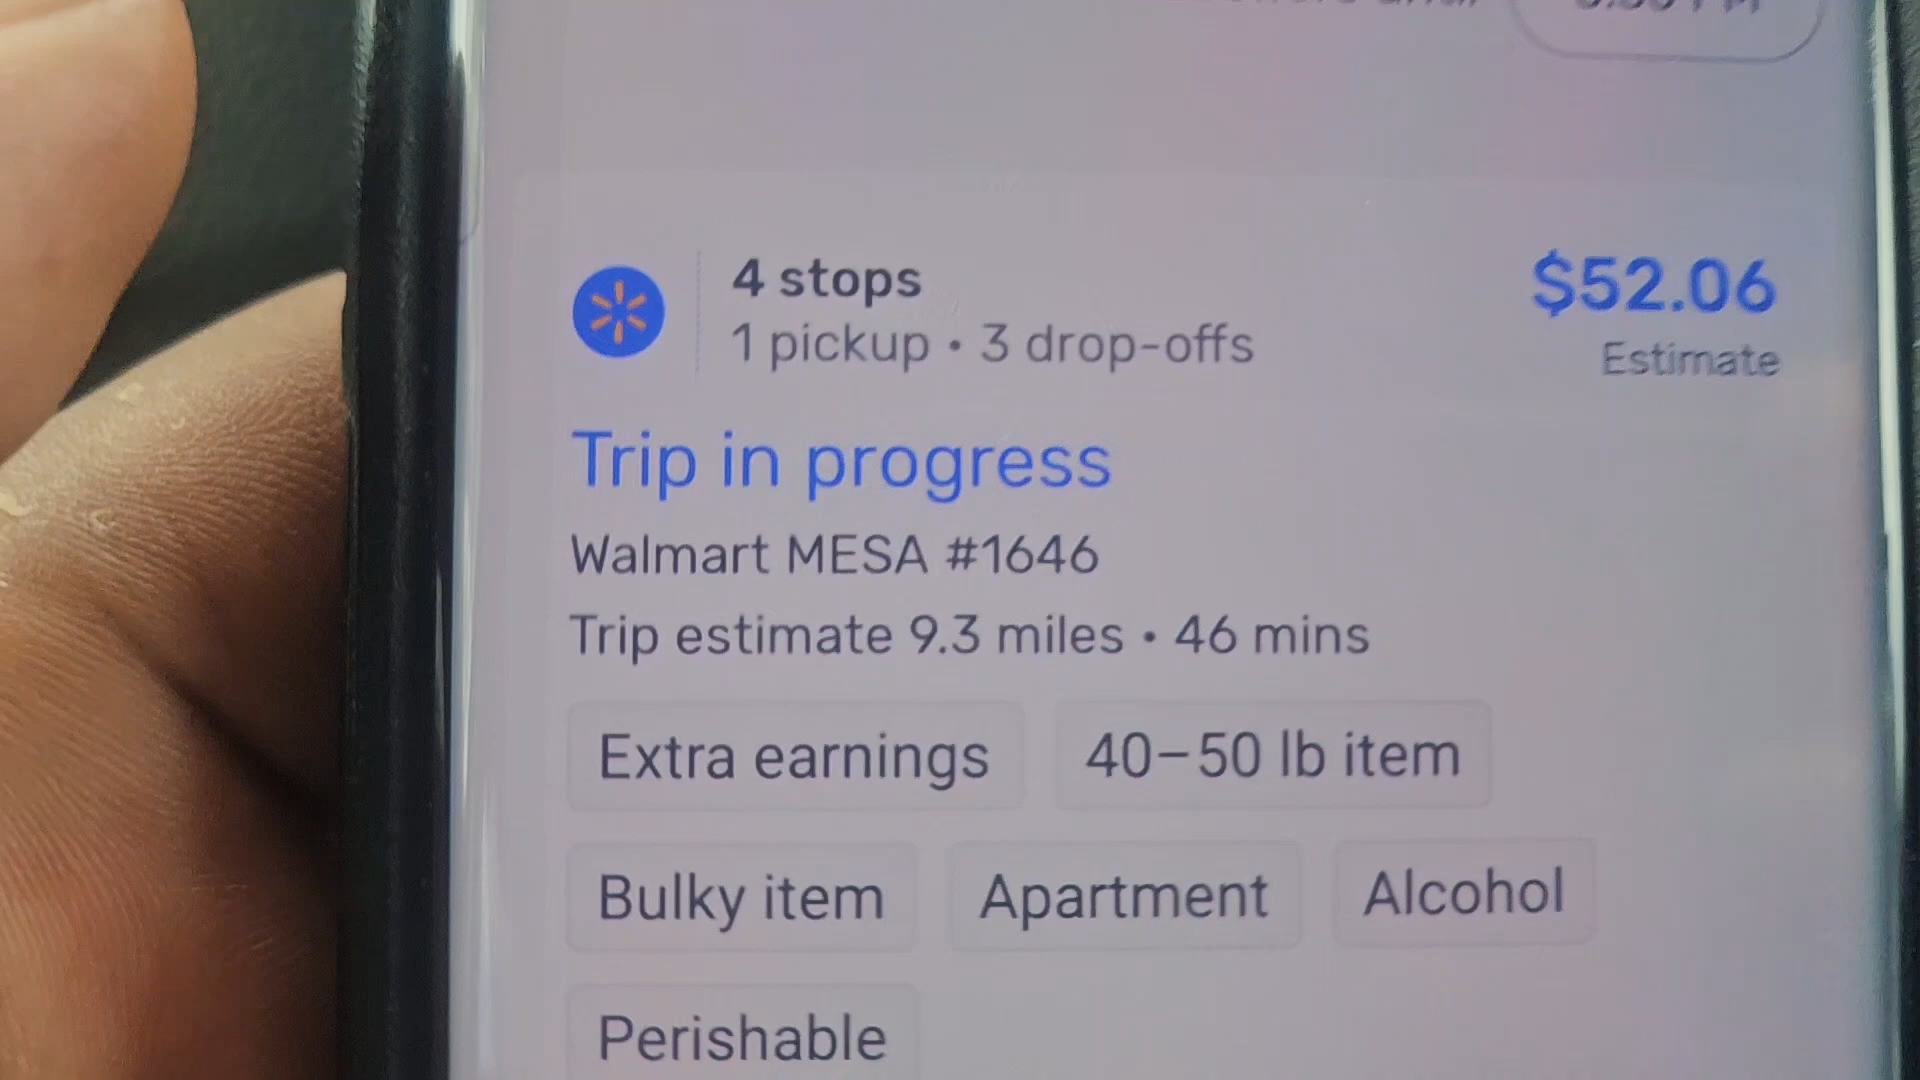 4 stops
$52.06
1 pickup • 3 drop-offs
Estimate
Trip in progress
Walmart MESA #1646
Trip estimate 9.3 miles • 46 mins
Extra earnings
40–50 lb item
Bulky item
Apartment
Alcohol
Perishable